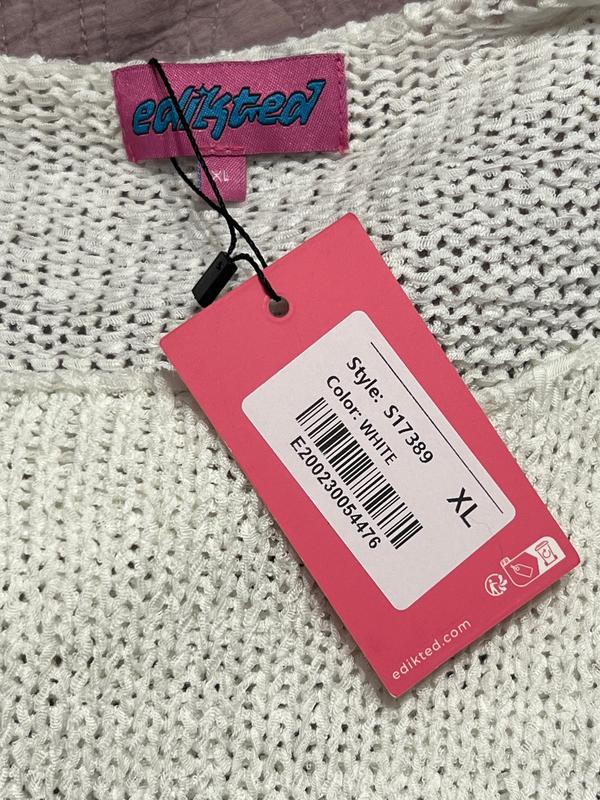 edikted
XL
Style: S17389
Color: WHITE
E200230054476
XL
edikted.com